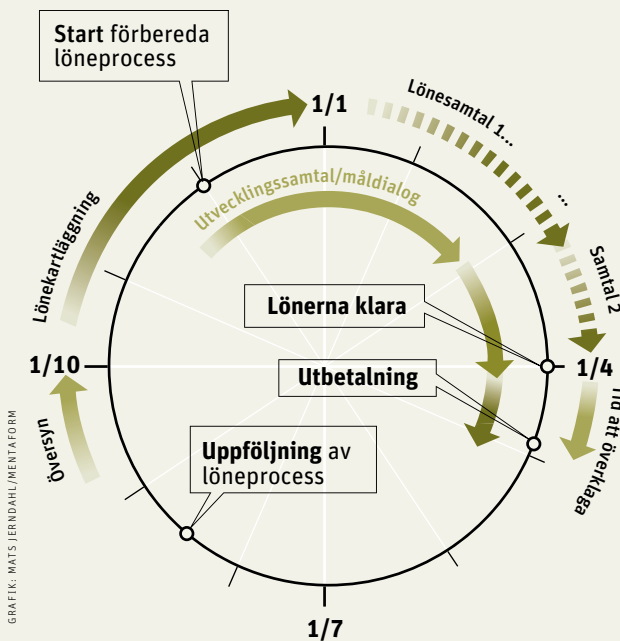 Start förbereda
löneprocess
1/1
Lönesamtal 1...
...
Samtal 2
Utvecklingssamtal/måldialog
Lönekartläggning
Lönerna klara
1/10
1/4
Utbetalning
Tid att överklaga
Översyn
Uppföljning av
löneprocess
1/7
GRAFIK: MATS JERNDAHL/MENTAFORM